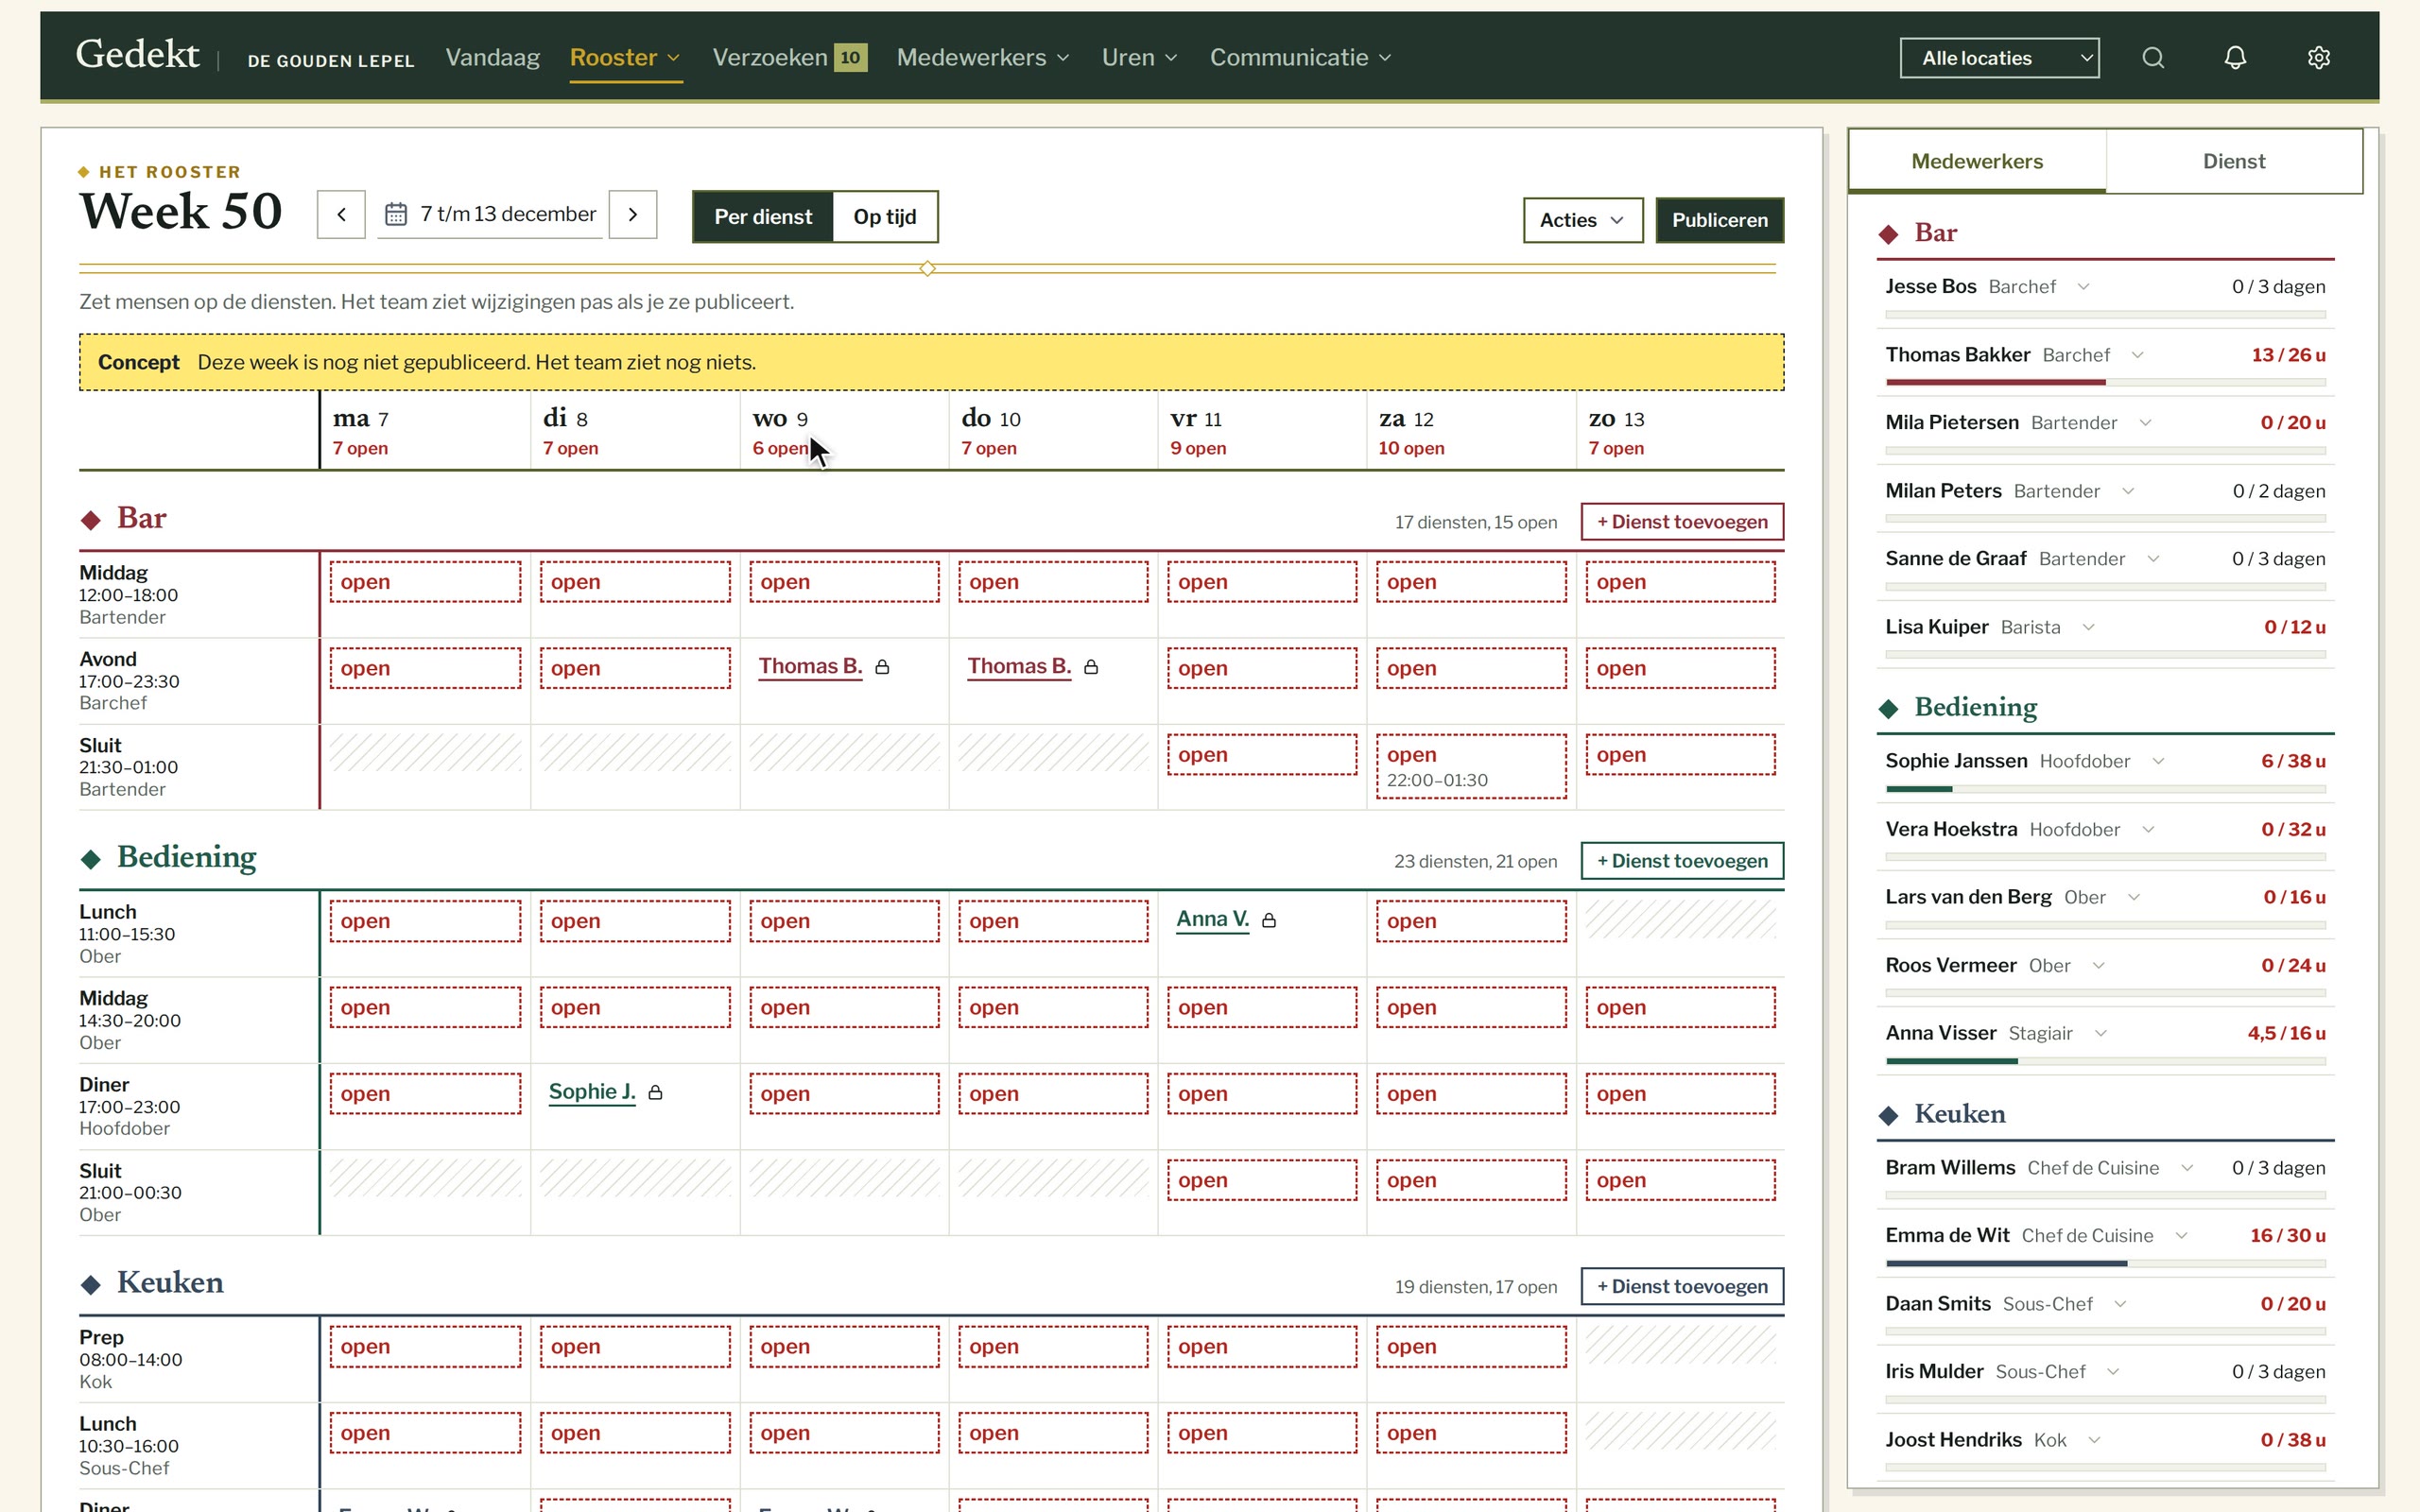 Gedekt | DE GOUDEN LEPEL Vandaag Rooster Verzoeken 10 Medewerkers Uren Communicatie Alle locaties
HET ROOSTER
Week 50 7 t/m 13 december Per dienst Op tijd Acties Publiceren
Zet mensen op de diensten. Het team ziet wijzigingen pas als je ze publiceert.
Concept Deze week is nog niet gepubliceerd. Het team ziet nog niets.
ma 7 di 8 wo 9 do 10 vr 11 za 12 zo 13
7 open 7 open 6 open 7 open 9 open 10 open 7 open
Bar 17 diensten, 15 open + Dienst toevoegen
Middag open open open open open open open
12:00–18:00
Bartender
Avond open open Thomas B. Thomas B. open open open
17:00–23:30
Barchef
Sluit open open open
21:30–01:00 22:00–01:30
Bartender
Bediening 23 diensten, 21 open + Dienst toevoegen
Lunch open open open open Anna V. open
11:00–15:30
Ober
Middag open open open open open open open
14:30–20:00
Ober
Diner open Sophie J. open open open open open
17:00–23:00
Hoofdober
Sluit open open open
21:00–00:30
Ober
Keuken 19 diensten, 17 open + Dienst toevoegen
Prep open open open open open open
08:00–14:00
Kok
Lunch open open open open open open
10:30–16:00
Sous-Chef
Diner
Medewerkers Dienst
Bar
Jesse Bos Barchef 0 / 3 dagen
Thomas Bakker Barchef 13 / 26 u
Mila Pietersen Bartender 0 / 20 u
Milan Peters Bartender 0 / 2 dagen
Sanne de Graaf Bartender 0 / 3 dagen
Lisa Kuiper Barista 0 / 12 u
Bediening
Sophie Janssen Hoofdober 6 / 38 u
Vera Hoekstra Hoofdober 0 / 32 u
Lars van den Berg Ober 0 / 16 u
Roos Vermeer Ober 0 / 24 u
Anna Visser Stagiair 4,5 / 16 u
Keuken
Bram Willems Chef de Cuisine 0 / 3 dagen
Emma de Wit Chef de Cuisine 16 / 30 u
Daan Smits Sous-Chef 0 / 20 u
Iris Mulder Sous-Chef 0 / 3 dagen
Joost Hendriks Kok 0 / 38 u